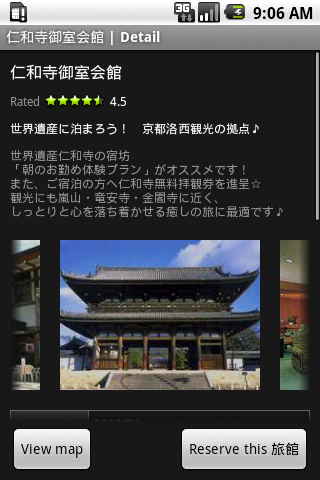 3G
9:06 AM
仁和寺御室会館 | Detail
仁和寺御室会館
Rated 4.5
世界遺産に泊まろう！ 京都洛西観光の拠点♪
世界遺産仁和寺の宿坊
「朝のお勤め体験プラン」がオススメです！
また、ご宿泊の方へ仁和寺無料拝観券を進呈☆
観光にも嵐山・竜安寺・金閣寺に近く、
しっとりと心を落ち着かせる癒しの旅に最適です♪
View map
Reserve this 旅館